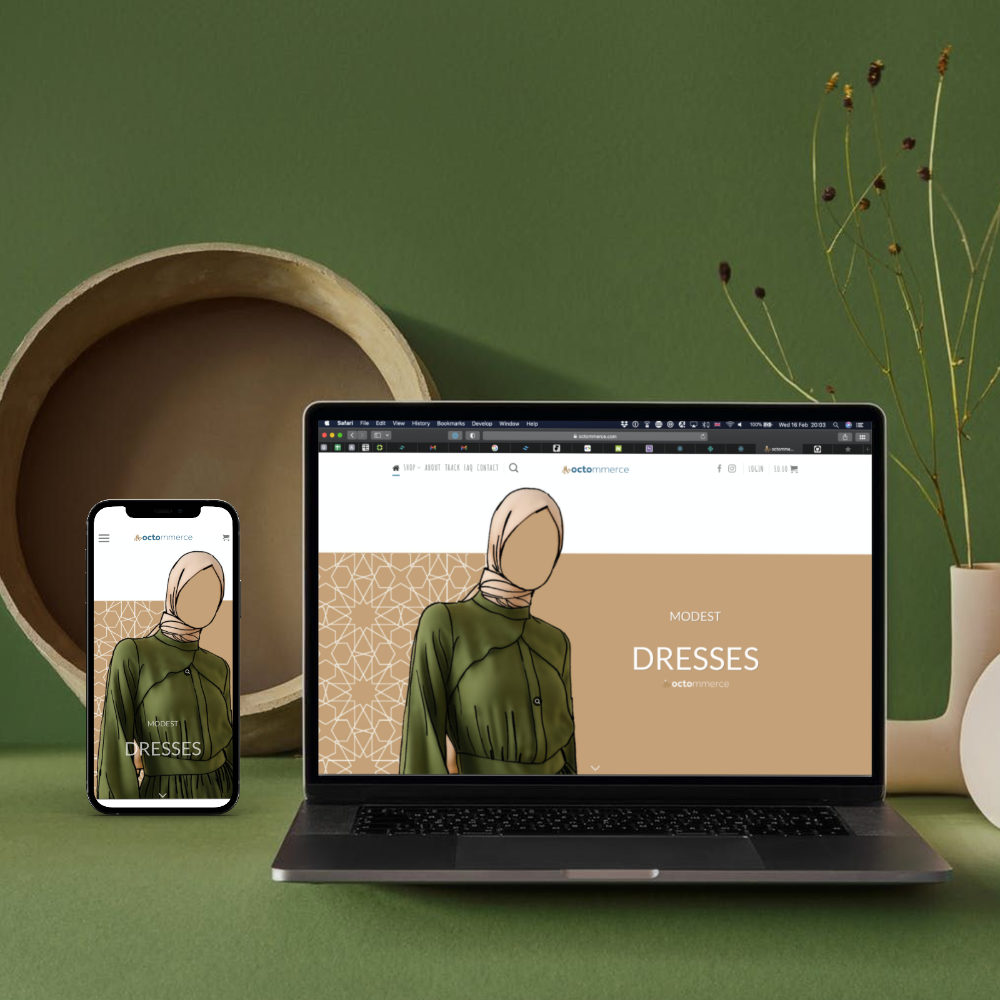 Safari File Edit View History Bookmarks Develop Window Help 100% Wed 16 Feb 20:03
octommerce.com
octomme...
SHOP ABOUT TRACK FAQ CONTACT
octommerce
LOGIN £0.00
MODEST
DRESSES
octommerce
octommerce
MODEST
DRESSES